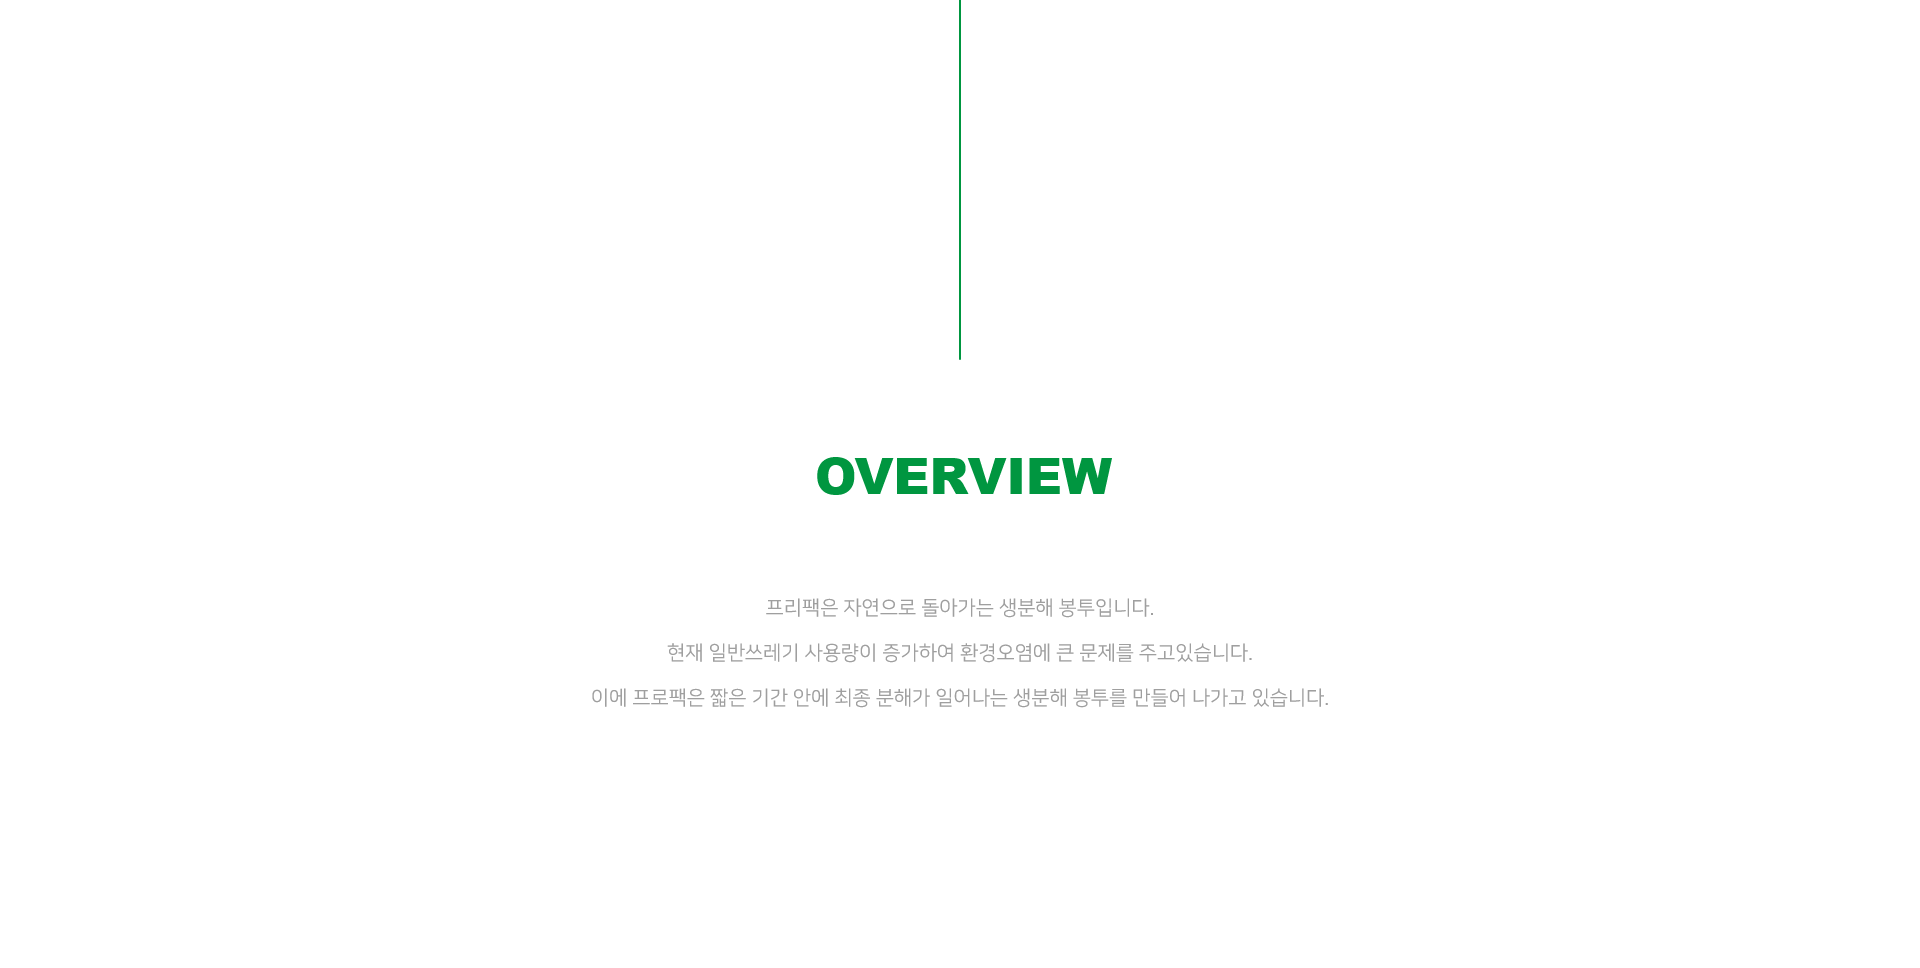 OVERVIEW
프리팩은 자연으로 돌아가는 생분해 봉투입니다.
현재 일반쓰레기 사용량이 증가하여 환경오염에 큰 문제를 주고있습니다.
이에 프로팩은 짧은 기간 안에 최종 분해가 일어나는 생분해 봉투를 만들어 나가고 있습니다.